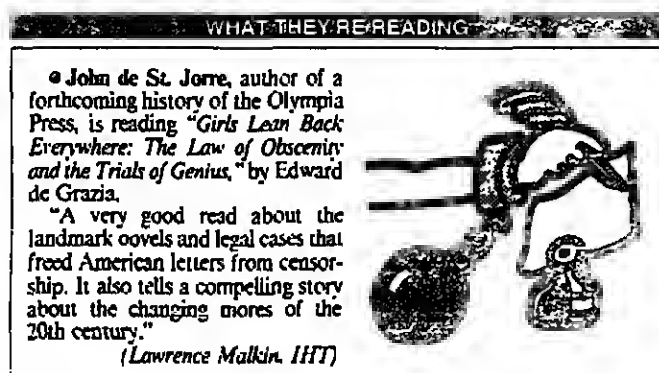 WHAT THEY'RE READING
● John de St. Jorre, author of a
forthcoming history of the Olympia
Press, is reading "Girls Lean Back
Everywhere: The Law of Obscenity
and the Trials of Genius," by Edward
de Grazia.
"A very good read about the
landmark novels and legal cases that
freed American letters from censor-
ship. It also tells a compelling story
about the changing mores of the
20th century."
(Lawrence Malkin, IHT)